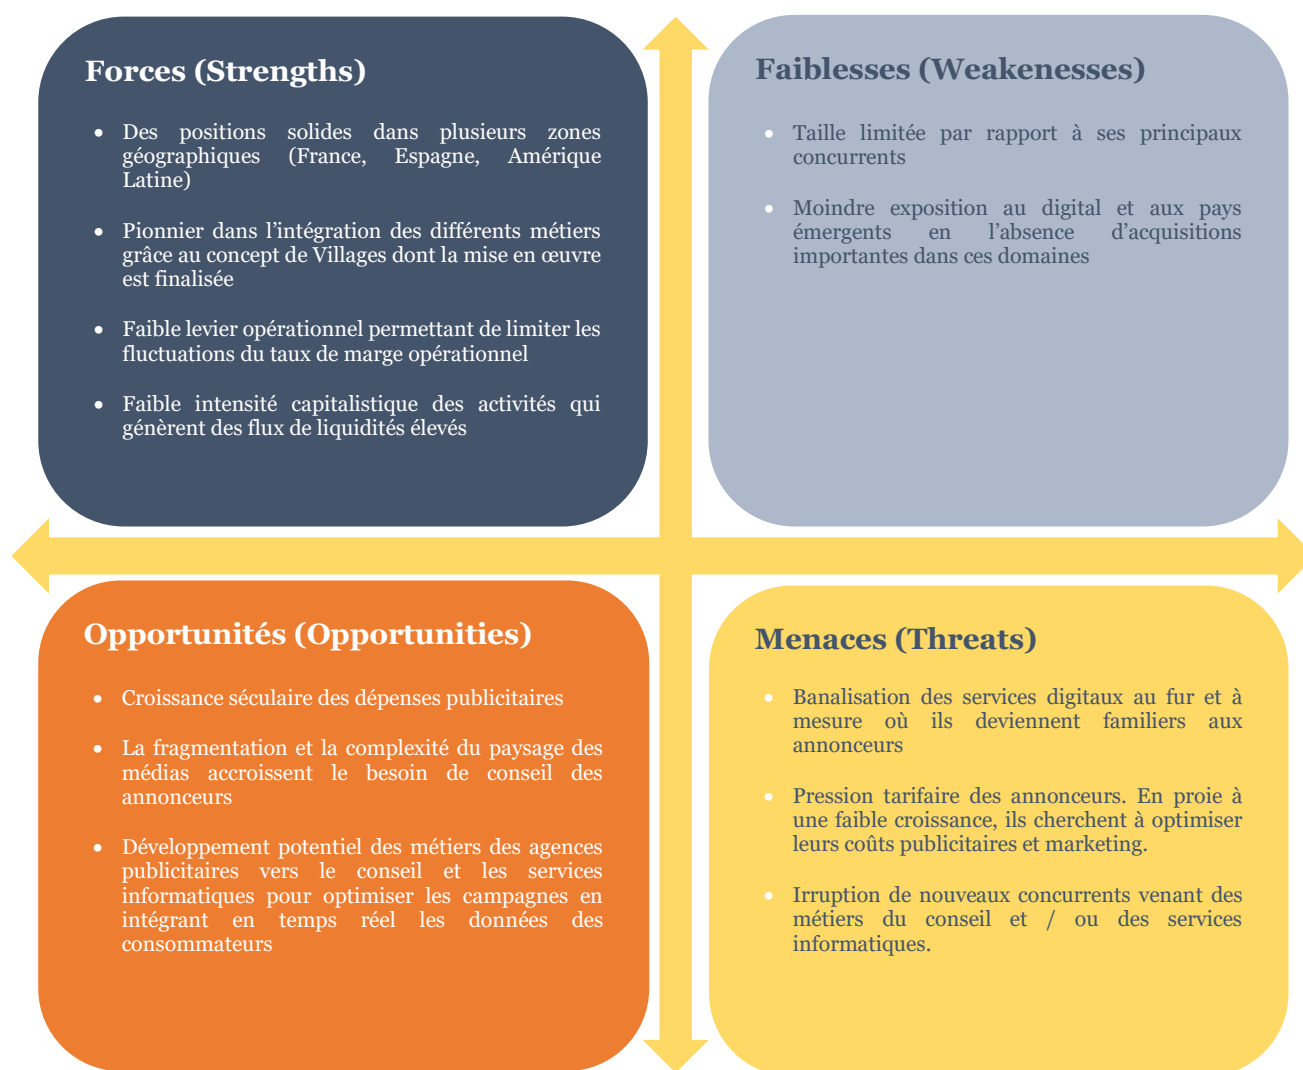 Forces (Strengths)
• Des positions solides dans plusieurs zones
géographiques (France, Espagne, Amérique
Latine)
• Pionnier dans l’intégration des différents métiers
grâce au concept de Villages dont la mise en œuvre
est finalisée
• Faible levier opérationnel permettant de limiter les
fluctuations du taux de marge opérationnel
• Faible intensité capitalistique des activités qui
génèrent des flux de liquidités élevés
Faiblesses (Weakenesses)
• Taille limitée par rapport à ses principaux
concurrents
• Moindre exposition au digital et aux pays
émergents en l’absence d’acquisitions
importantes dans ces domaines
Opportunités (Opportunities)
• Croissance séculaire des dépenses publicitaires
• La fragmentation et la complexité du paysage des
médias accroissent le besoin de conseil des
annonceurs
• Développement potentiel des métiers des agences
publicitaires vers le conseil et les services
informatiques pour optimiser les campagnes en
intégrant en temps réel les données des
consommateurs
Menaces (Threats)
• Banalisation des services digitaux au fur et à
mesure où ils deviennent familiers aux
annonceurs
• Pression tarifaire des annonceurs. En proie à
une faible croissance, ils cherchent à optimiser
leurs coûts publicitaires et marketing.
• Irruption de nouveaux concurrents venant des
métiers du conseil et / ou des services
informatiques.